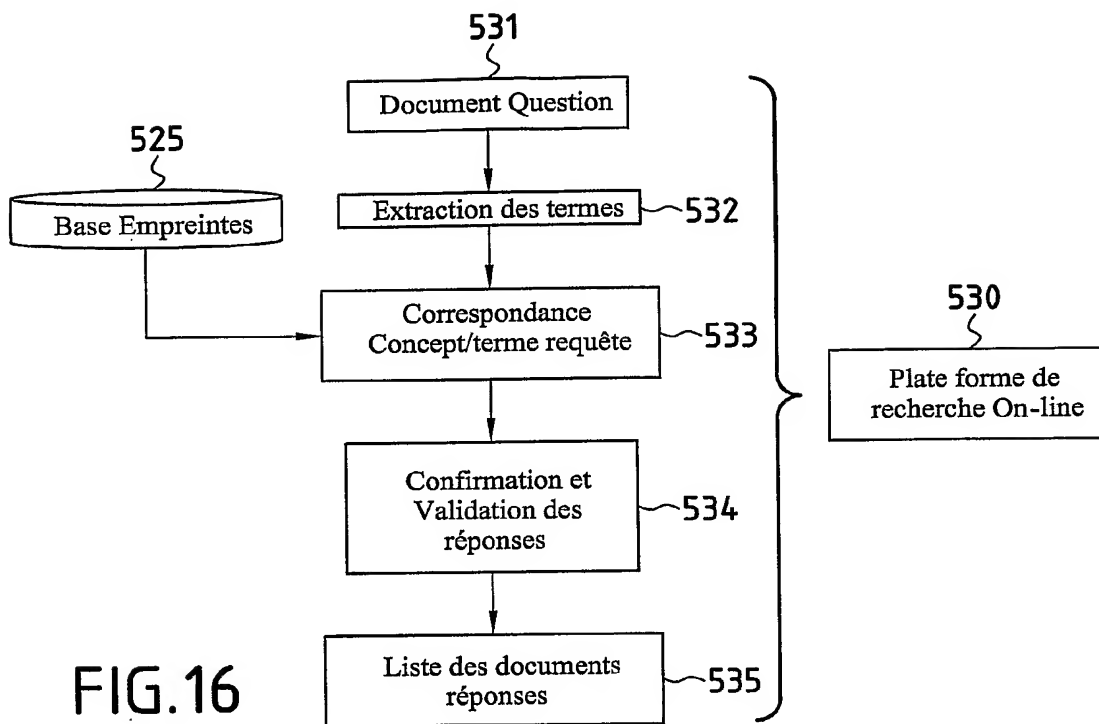 531
Document Question
525
Base Empreintes
Extraction des termes
532
Correspondance
Concept/terme requête
533
530
Plate forme de
recherche On-line
Confirmation et
Validation des
réponses
534
Liste des documents
réponses
535
FIG.16